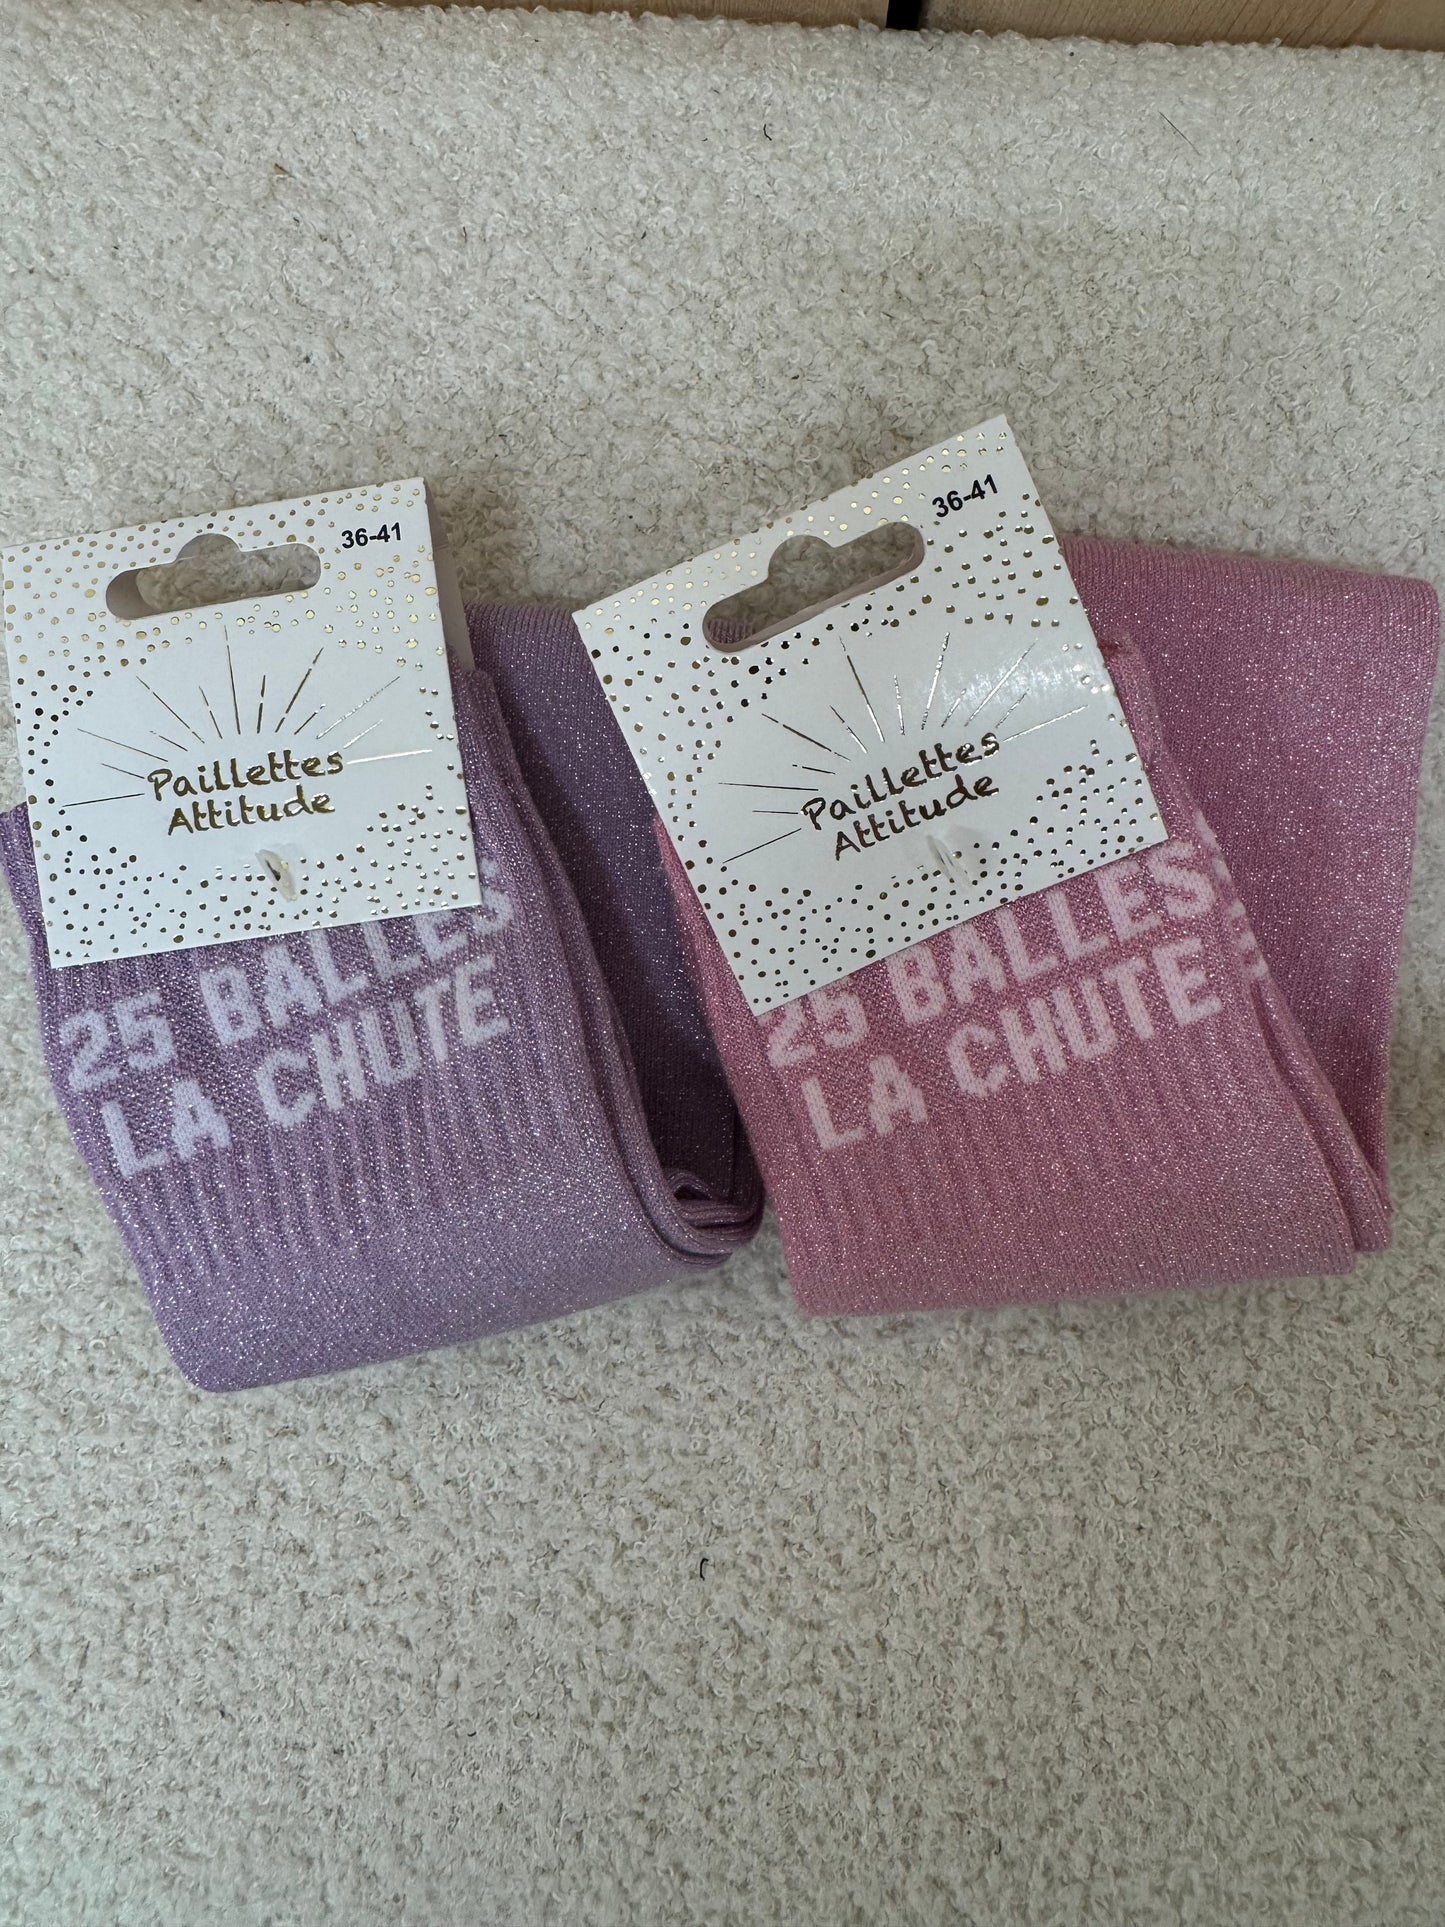 36-41
Paillettes
Attitude
25 BALLES
LA CHUTE
36-41
Paillettes
Attitude
25 BALLES
LA CHUTE